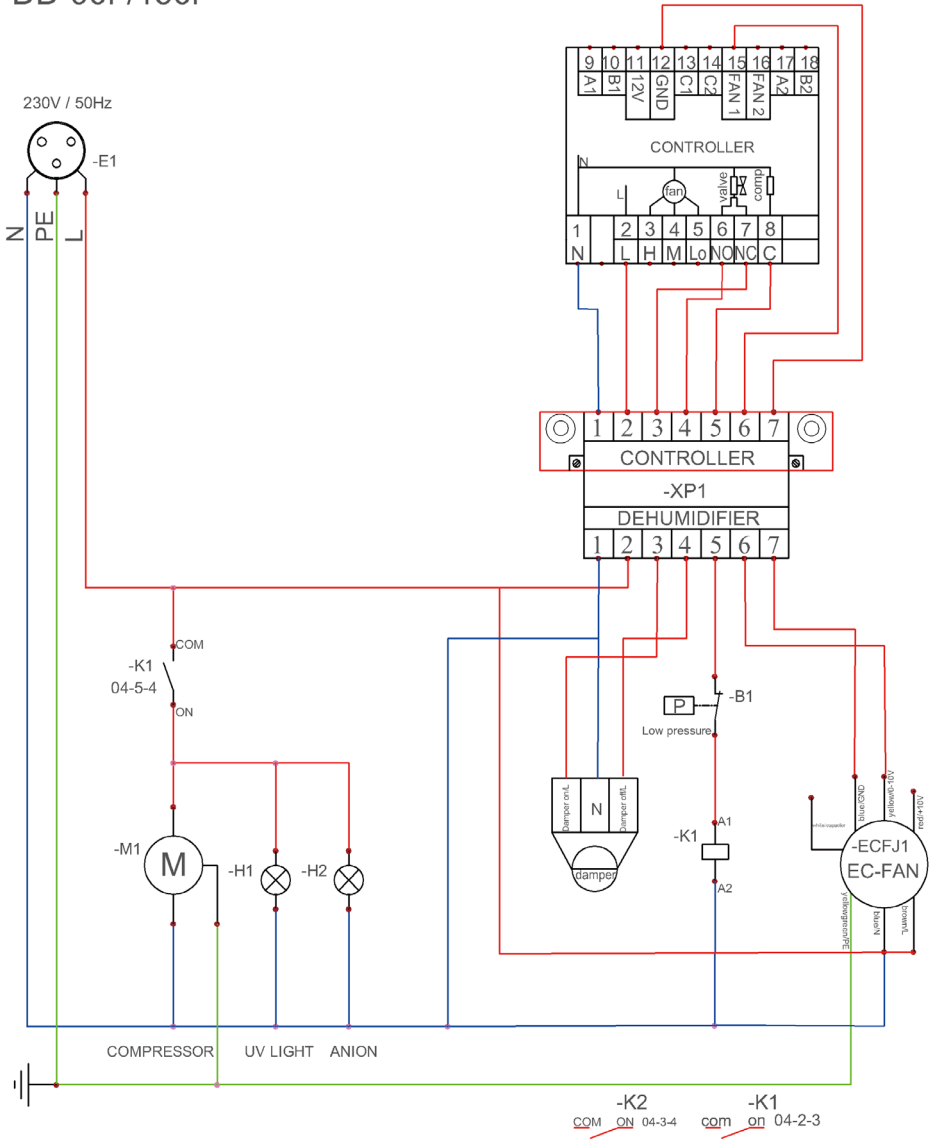 230V / 50Hz
-E1
N
PE
L
9 10 11 12 13 14 15 16 17 18
A1 B1 12V GND C1 C2 FAN 1 FAN 2 A2 B2
CONTROLLER
N
L
fan
valve
comp
1 2 3 4 5 6 7 8
N L H M Lo NO NC C
1 2 3 4 5 6 7
CONTROLLER
-XP1
DEHUMIDIFIER
1 2 3 4 5 6 7
COM
-K1
04-5-4
ON
P
-B1
Low pressure
Damper on/L
N
Damper off/L
damper
A1
-K1
A2
blue/GND
yellow/0-10V
red/+10V
-ECFJ1
EC-FAN
yellowgreen/PE
blue/N
brown/L
-M1
M
-H1
-H2
COMPRESSOR
UV LIGHT
ANION
-K2
COM ON 04-3-4
-K1
com on 04-2-3